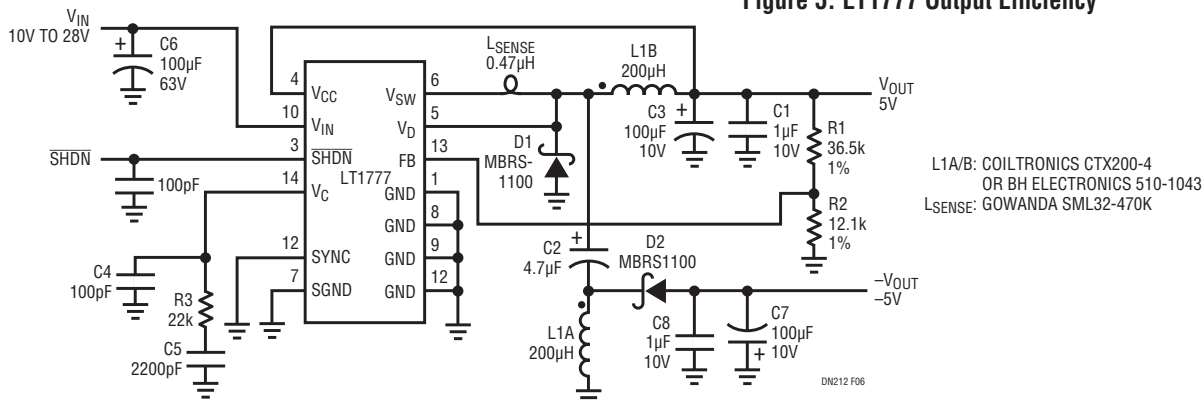 Figure 5. LT1777 Output Efficiency
VIN
10V TO 28V
+
C6
100µF
63V
SHDN
100pF
4
10
3
14
12
7
VCC
VIN
SHDN
VC
SYNC
SGND
LT1777
VSW
VD
FB
GND
GND
GND
GND
6
5
13
1
8
9
12
LSENSE
0.47µH
D1
MBRS-
1100
L1B
200µH
C3
100µF
10V
+
C1
1µF
10V
VOUT
5V
R1
36.5k
1%
R2
12.1k
1%
L1A/B: COILTRONICS CTX200-4
OR BH ELECTRONICS 510-1043
LSENSE: GOWANDA SML32-470K
C4
100pF
R3
22k
C5
2200pF
+
C2
4.7µF
D2
MBRS1100
L1A
200µH
C8
1µF
10V
C7
100µF
+ 10V
–VOUT
–5V
DN212 F06